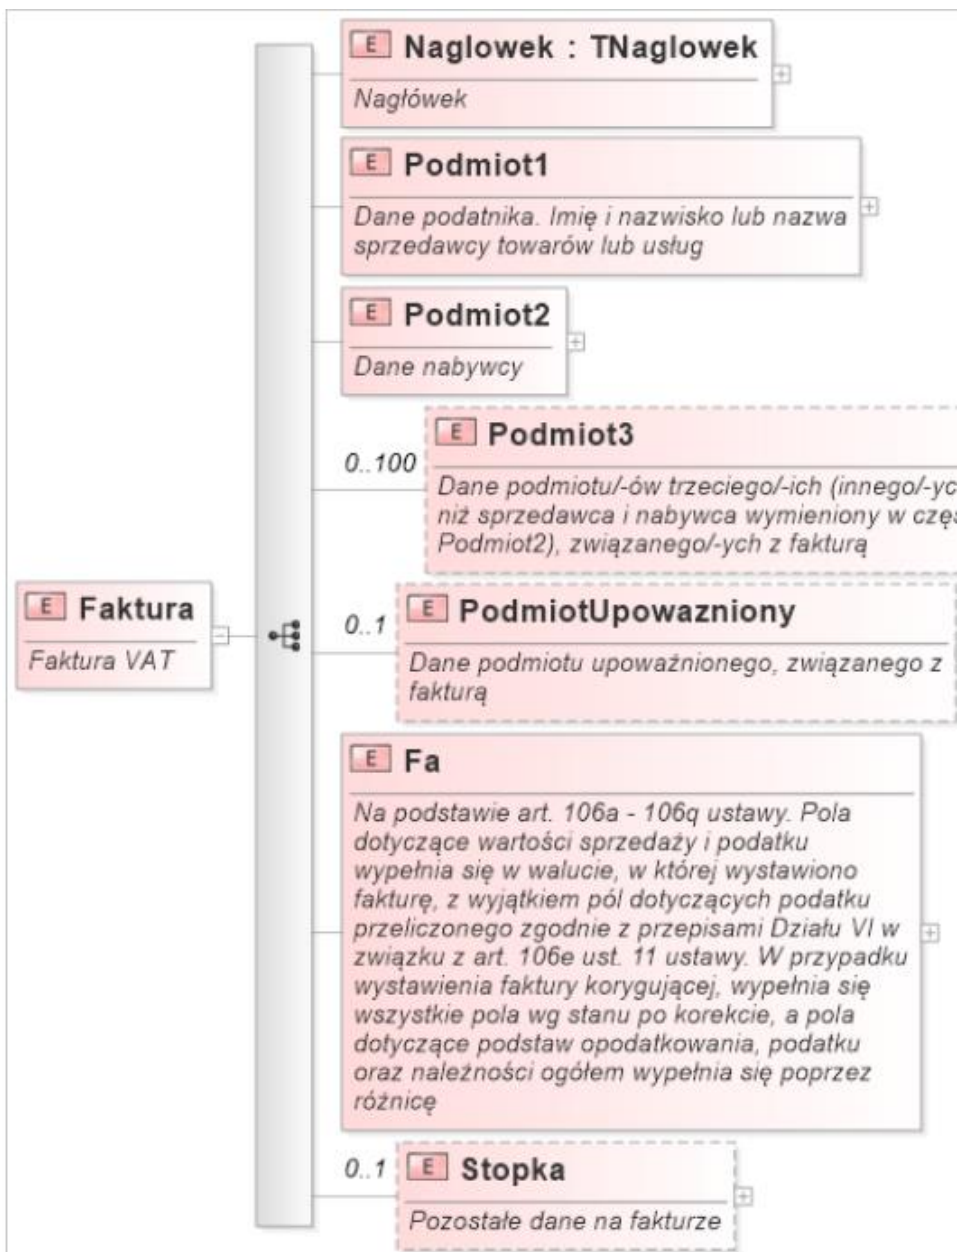 E Naglowek : TNaglowek
Nagłówek
E Podmiot1
Dane podatnika. Imię i nazwisko lub nazwa
sprzedawcy towarów lub usług
E Podmiot2
Dane nabywcy
E Podmiot3
0..100
Dane podmiotu/-ów trzeciego/-ich (innego/-yc
niż sprzedawca i nabywca wymieniony w częś
Podmiot2), związanego/-ych z fakturą
E Faktura
Faktura VAT
E PodmiotUpowazniony
0..1
Dane podmiotu upoważnionego, związanego z
fakturą
E Fa
Na podstawie art. 106a - 106q ustawy. Pola
dotyczące wartości sprzedaży i podatku
wypełnia się w walucie, w której wystawiono
fakturę, z wyjątkiem pól dotyczących podatku
przeliczonego zgodnie z przepisami Działu VI w
związku z art. 106e ust. 11 ustawy. W przypadku
wystawienia faktury korygującej, wypełnia się
wszystkie pola wg stanu po korekcie, a pola
dotyczące podstaw opodatkowania, podatku
oraz należności ogółem wypełnia się poprzez
różnicę
0..1
E Stopka
Pozostałe dane na fakturze